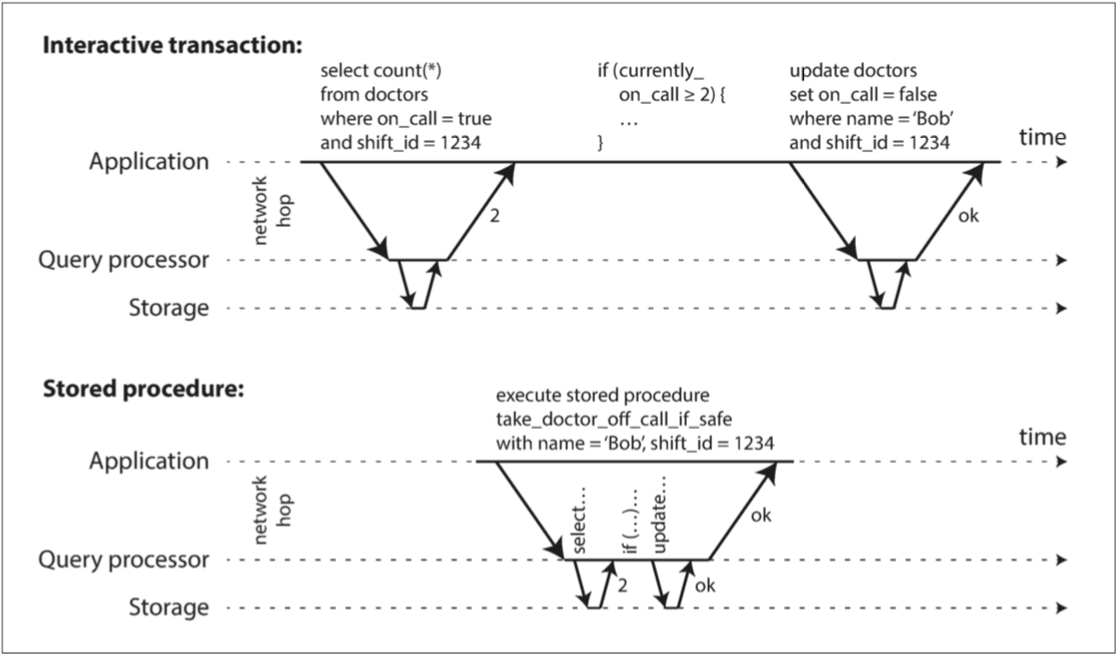 Interactive transaction:
select count(*)
from doctors
where on_call = true
and shift_id = 1234
if (currently_
on_call ≥ 2) {
...
}
update doctors
set on_call = false
where name = ‘Bob’
and shift_id = 1234
time
Application
network
hop
2
ok
Query processor
Storage
Stored procedure:
execute stored procedure
take_doctor_off_call_if_safe
with name = ‘Bob’, shift_id = 1234
time
Application
network
hop
select...
if (...)...
update...
ok
Query processor
2
ok
Storage